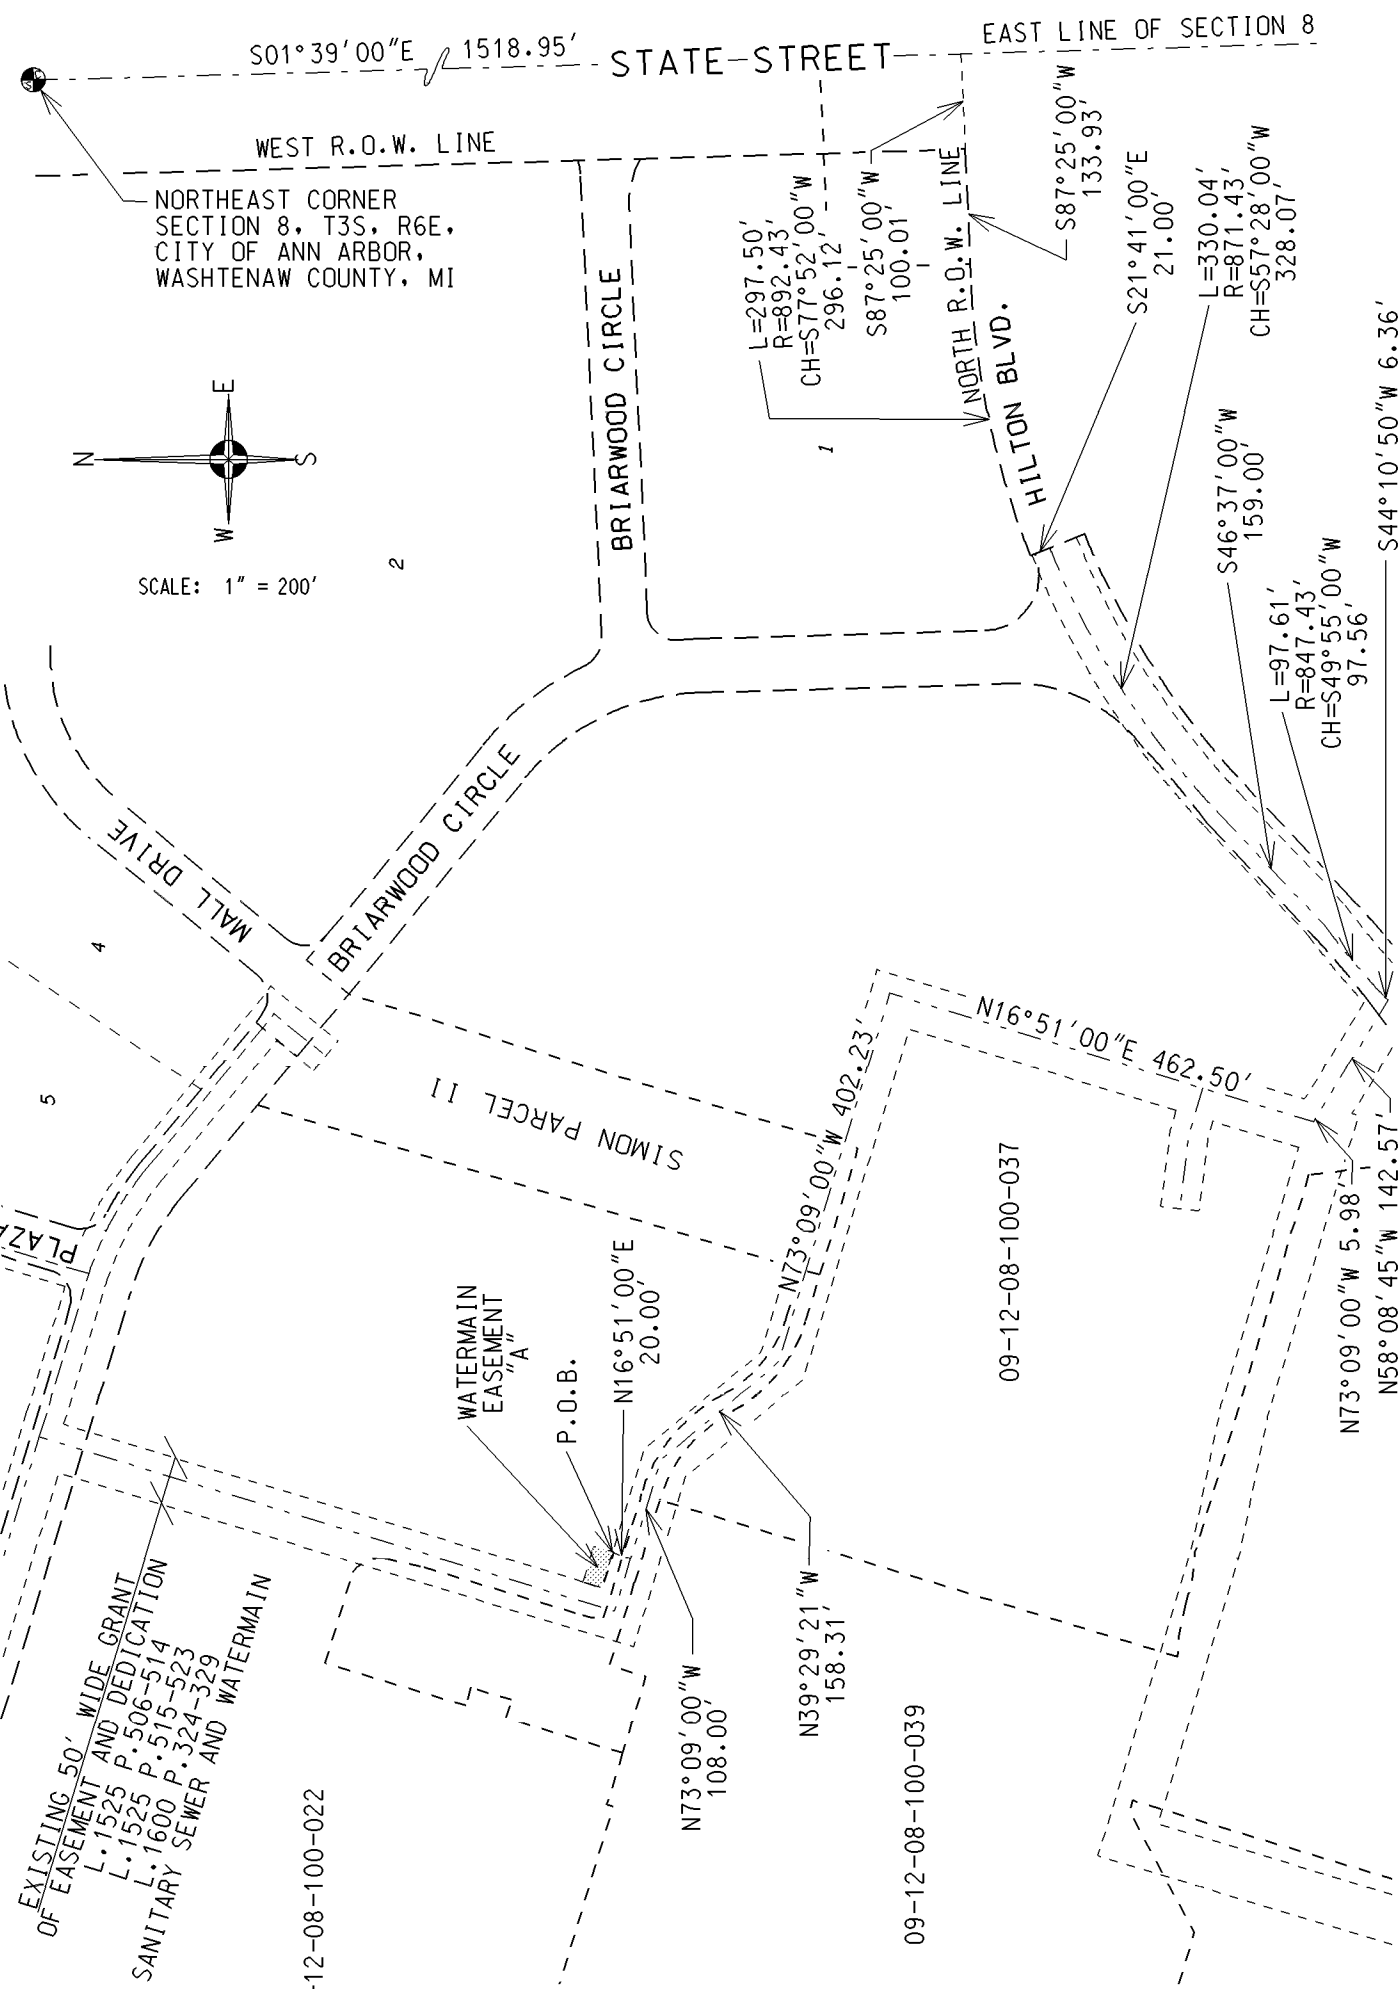 S01°39'00"E 1518.95'
STATE STREET
EAST LINE OF SECTION 8
WEST R.O.W. LINE
NORTHEAST CORNER
SECTION 8, T3S, R6E,
CITY OF ANN ARBOR,
WASHTENAW COUNTY, MI
N
E
S
W
SCALE: 1" = 200'
2
BRIARWOOD CIRCLE
L=297.50'
R=892.43'
CH=S77°52'00"W
296.12'
S87°25'00"W
100.01'
NORTH R.O.W. LINE
HILTON BLVD.
1
S87°25'00"W
133.93'
S21°41'00"E
21.00'
L=330.04'
R=871.43'
CH=S57°28'00"W
328.07'
S46°37'00"W
159.00'
L=97.61'
R=847.43'
CH=S49°55'00"W
97.56'
S44°10'50"W 6.36'
MALL DRIVE
BRIARWOOD CIRCLE
4
5
PLAZA
SIMON PARCEL II
N73°09'00"W 402.23'
N16°51'00"E 462.50'
09-12-08-100-037
N73°09'00"W 5.98'
N58°08'45"W 142.57'
WATERMAIN
EASEMENT
"A"
P.O.B.
N16°51'00"E
20.00'
N73°09'00"W
108.00'
N39°29'21"W
158.31'
09-12-08-100-039
EXISTING 50' WIDE GRANT
OF EASEMENT AND DEDICATION
L.1525 P.506-514
L.1525 P.515-523
L.1600 P.324-329
SANITARY SEWER AND WATERMAIN
-12-08-100-022